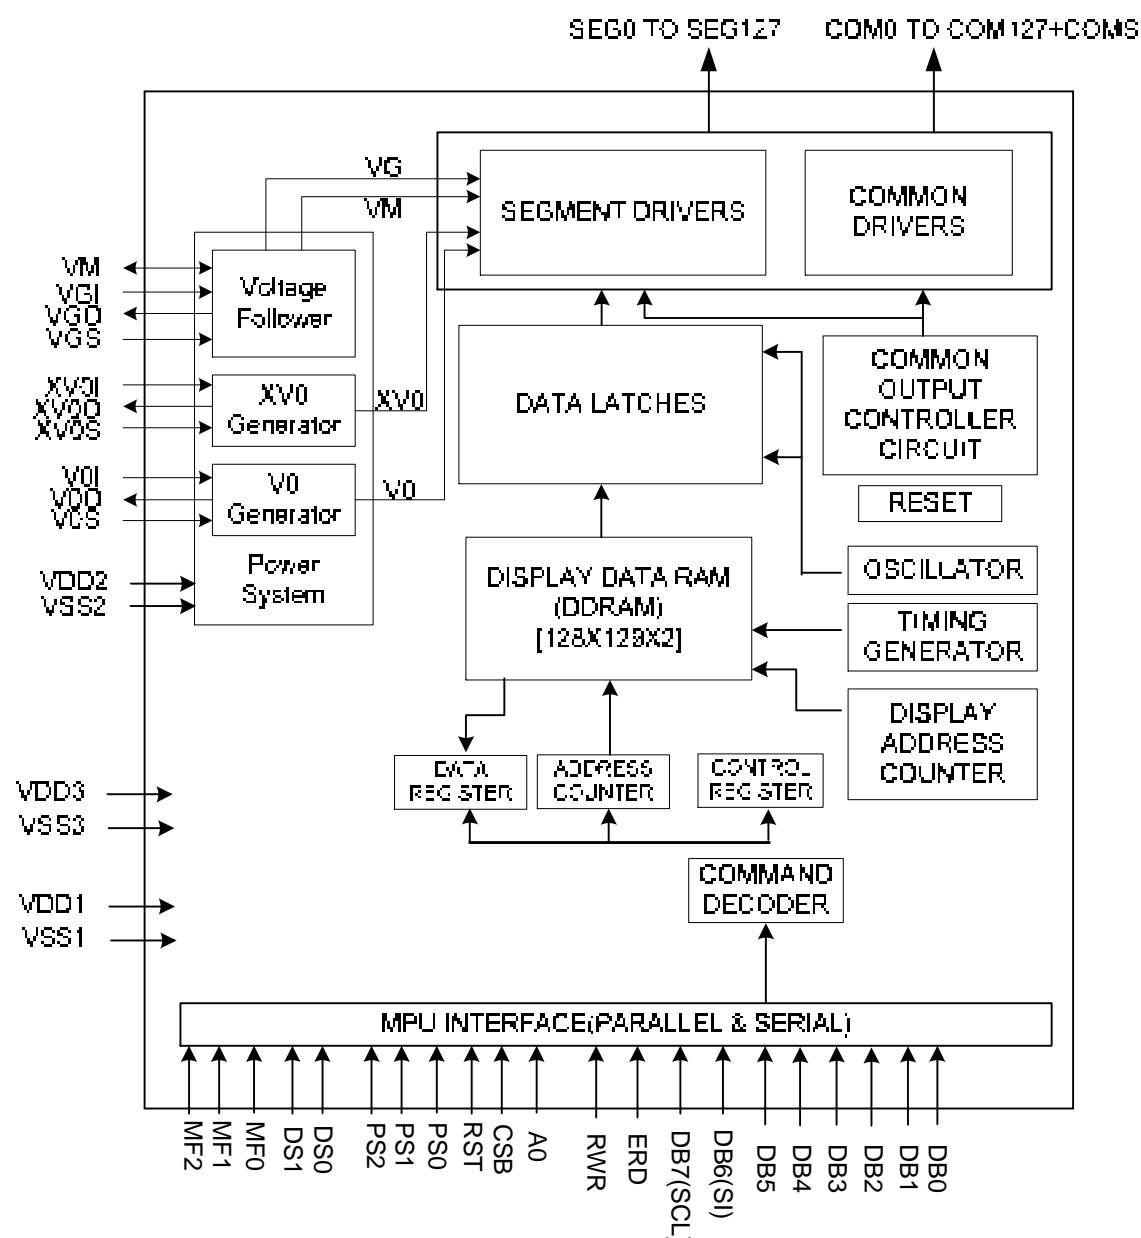 SEG0 TO SEG127
COM0 TO COM127+COMS
VG
VM
SEGMENT DRIVERS
COMMON
DRIVERS
VM
VGI
VGO
VGS
Voltage
Follower
XV0I
XV0O
XV0S
XV0
Generator
XV0
V0I
V0O
V0S
V0
Generator
V0
VDD2
VSS2
Power
System
DATA LATCHES
COMMON
OUTPUT
CONTROLLER
CIRCUIT
RESET
DISPLAY DATA RAM
(DDRAM)
[128X129X2]
OSCILLATOR
TIMING
GENERATOR
DISPLAY
ADDRESS
COUNTER
DATA
REGISTER
ADDRESS
COUNTER
CONTROL
REGISTER
VDD3
VSS3
COMMAND
DECODER
VDD1
VSS1
MPU INTERFACE(PARALLEL & SERIAL)
MF2
MF1
MF0
DS1
DS0
PS2
PS1
PS0
RST
CSB
A0
RWR
ERD
DB7(SCL
DB6(SI)
DB5
DB4
DB3
DB2
DB1
DB0